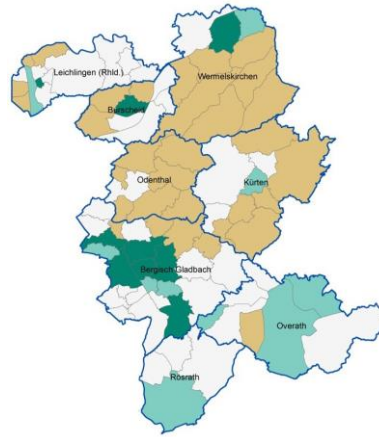 Leichlingen (Rhld.)
Wermelskirchen
Burscheid
Odenthal
Kürten
Bergisch Gladbach
Overath
Rösrath